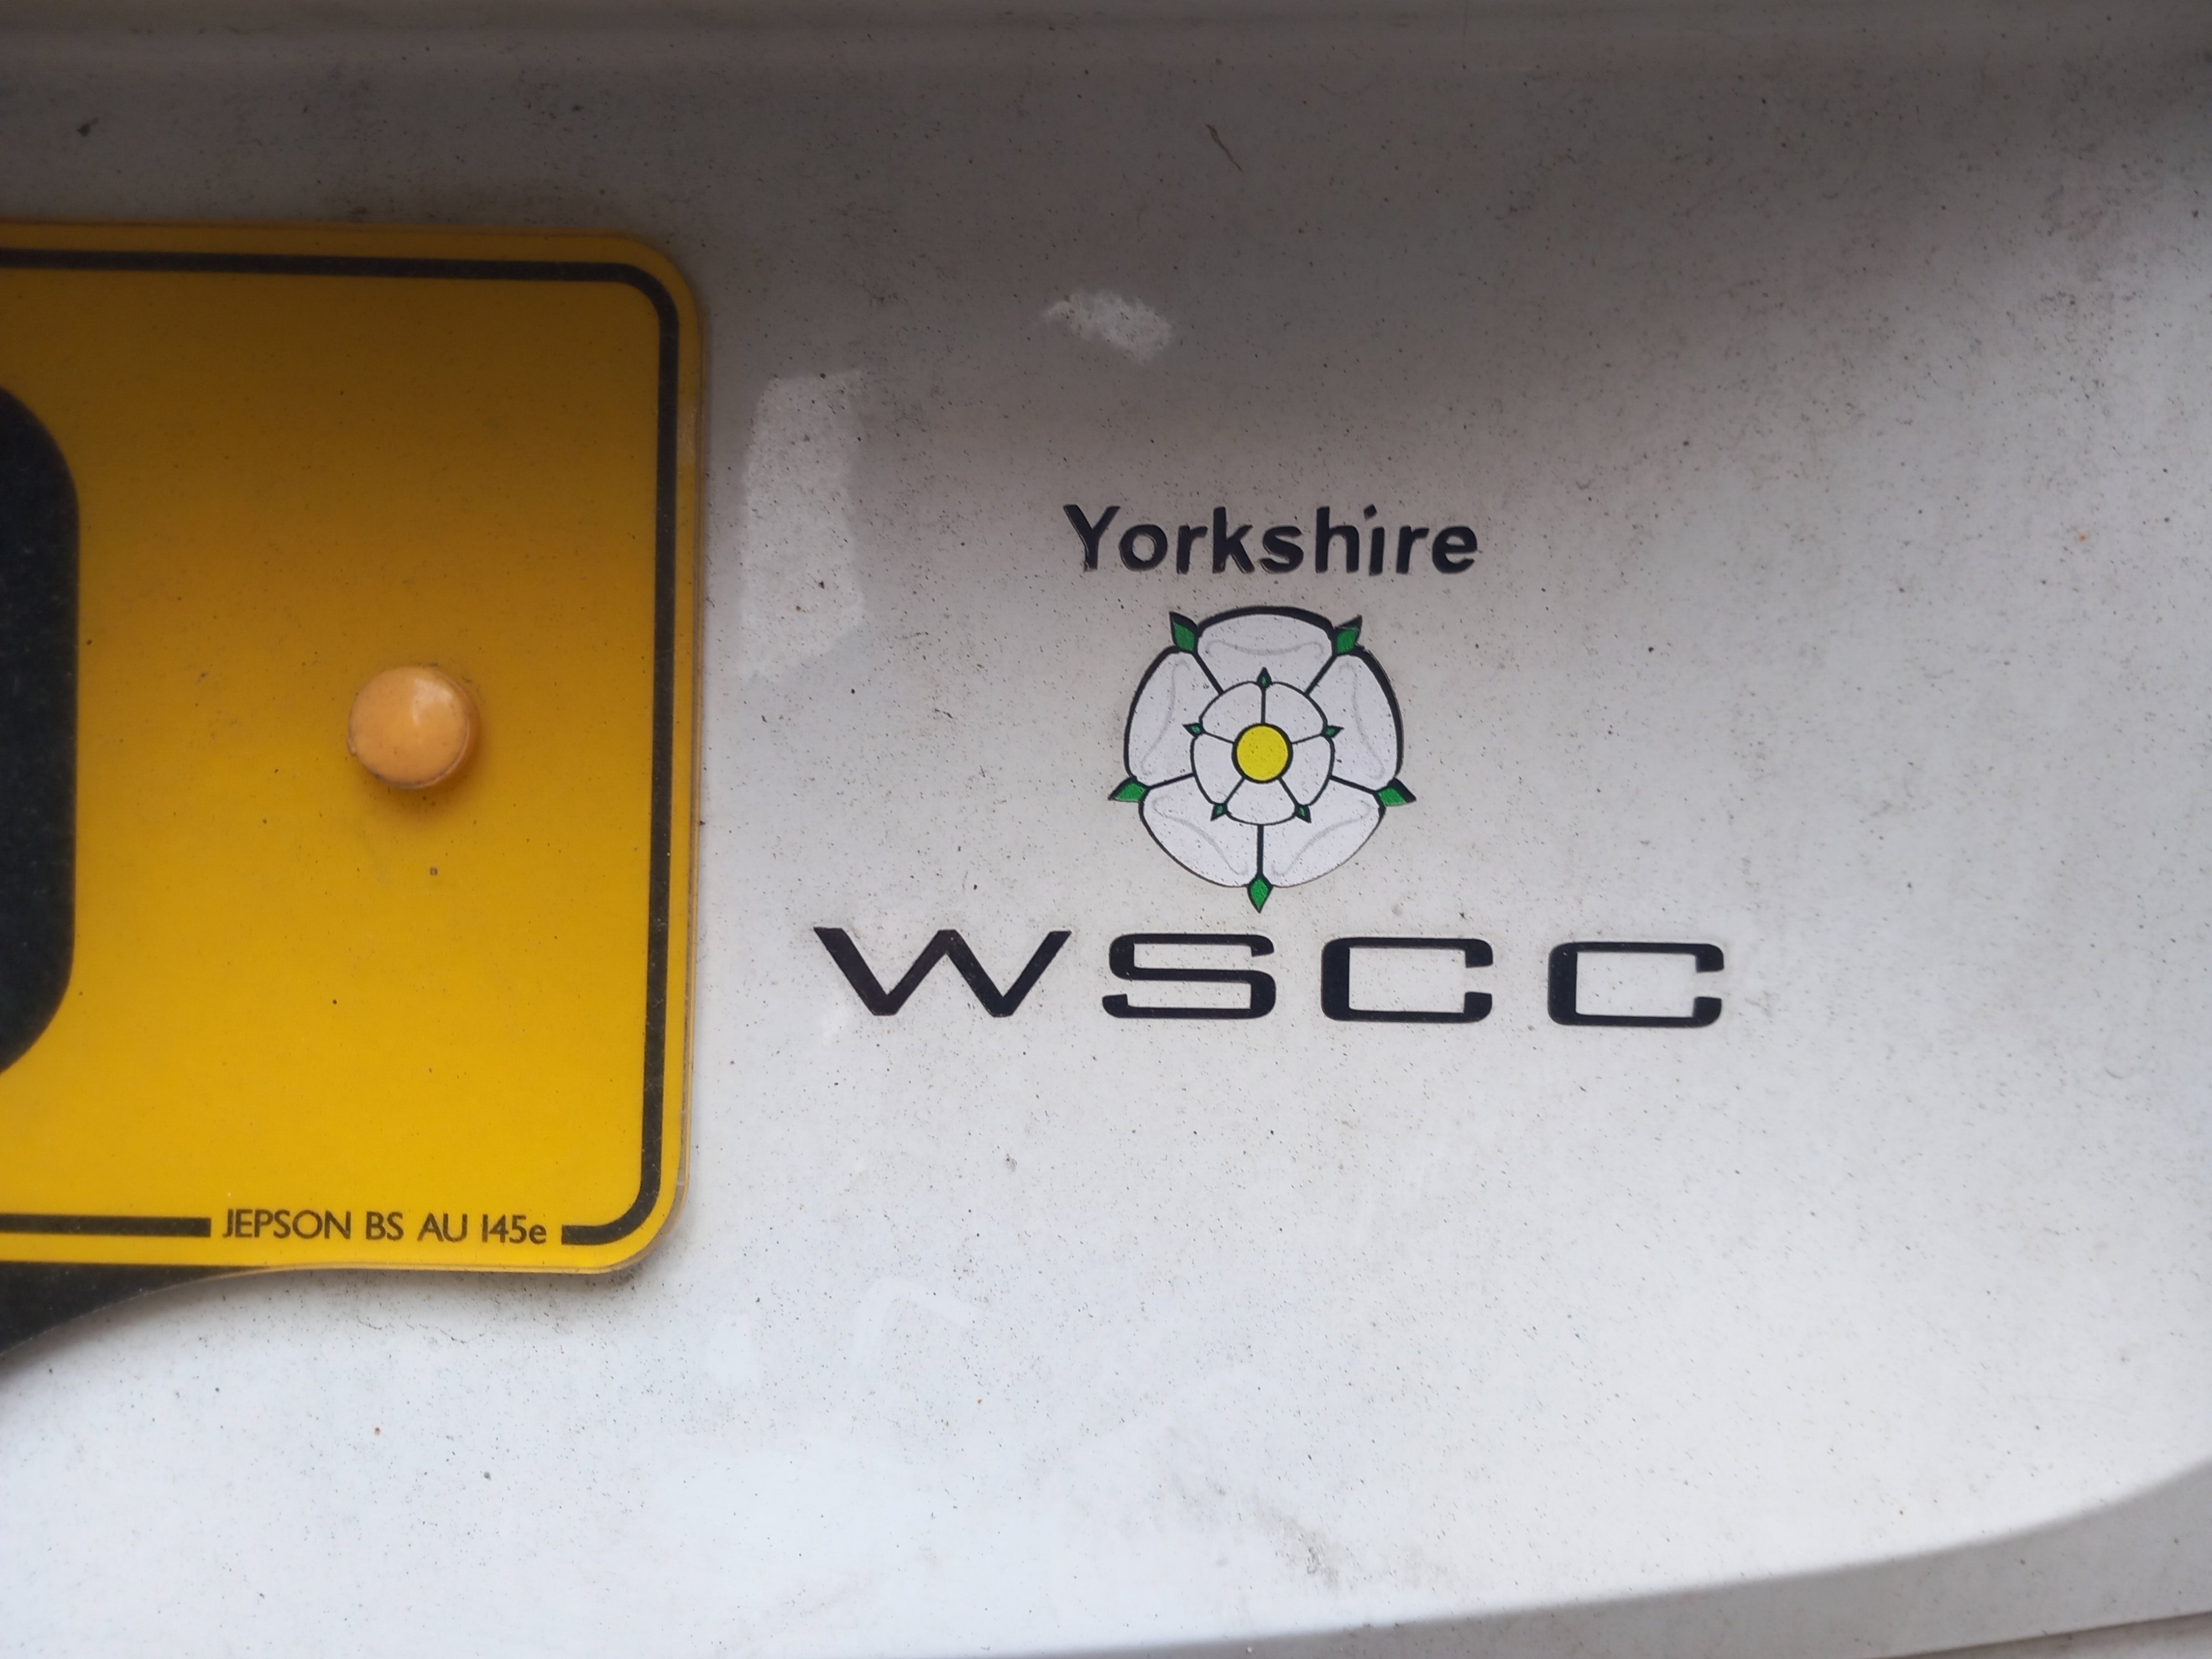 Yorkshire
WSCC
JEPSON BS AU 145e